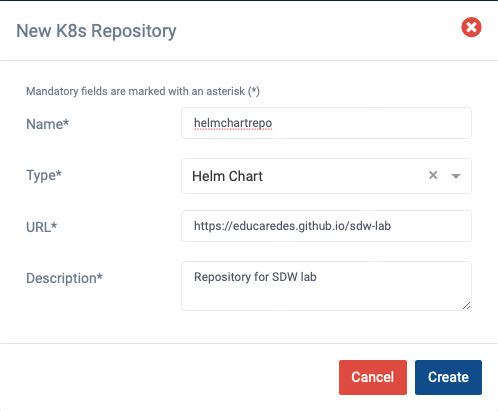 New K8s Repository
Mandatory fields are marked with an asterisk (*)
Name* helmchartrepo
Type* Helm Chart
URL* https://educaredes.github.io/sdw-lab
Description* Repository for SDW lab
Cancel Create